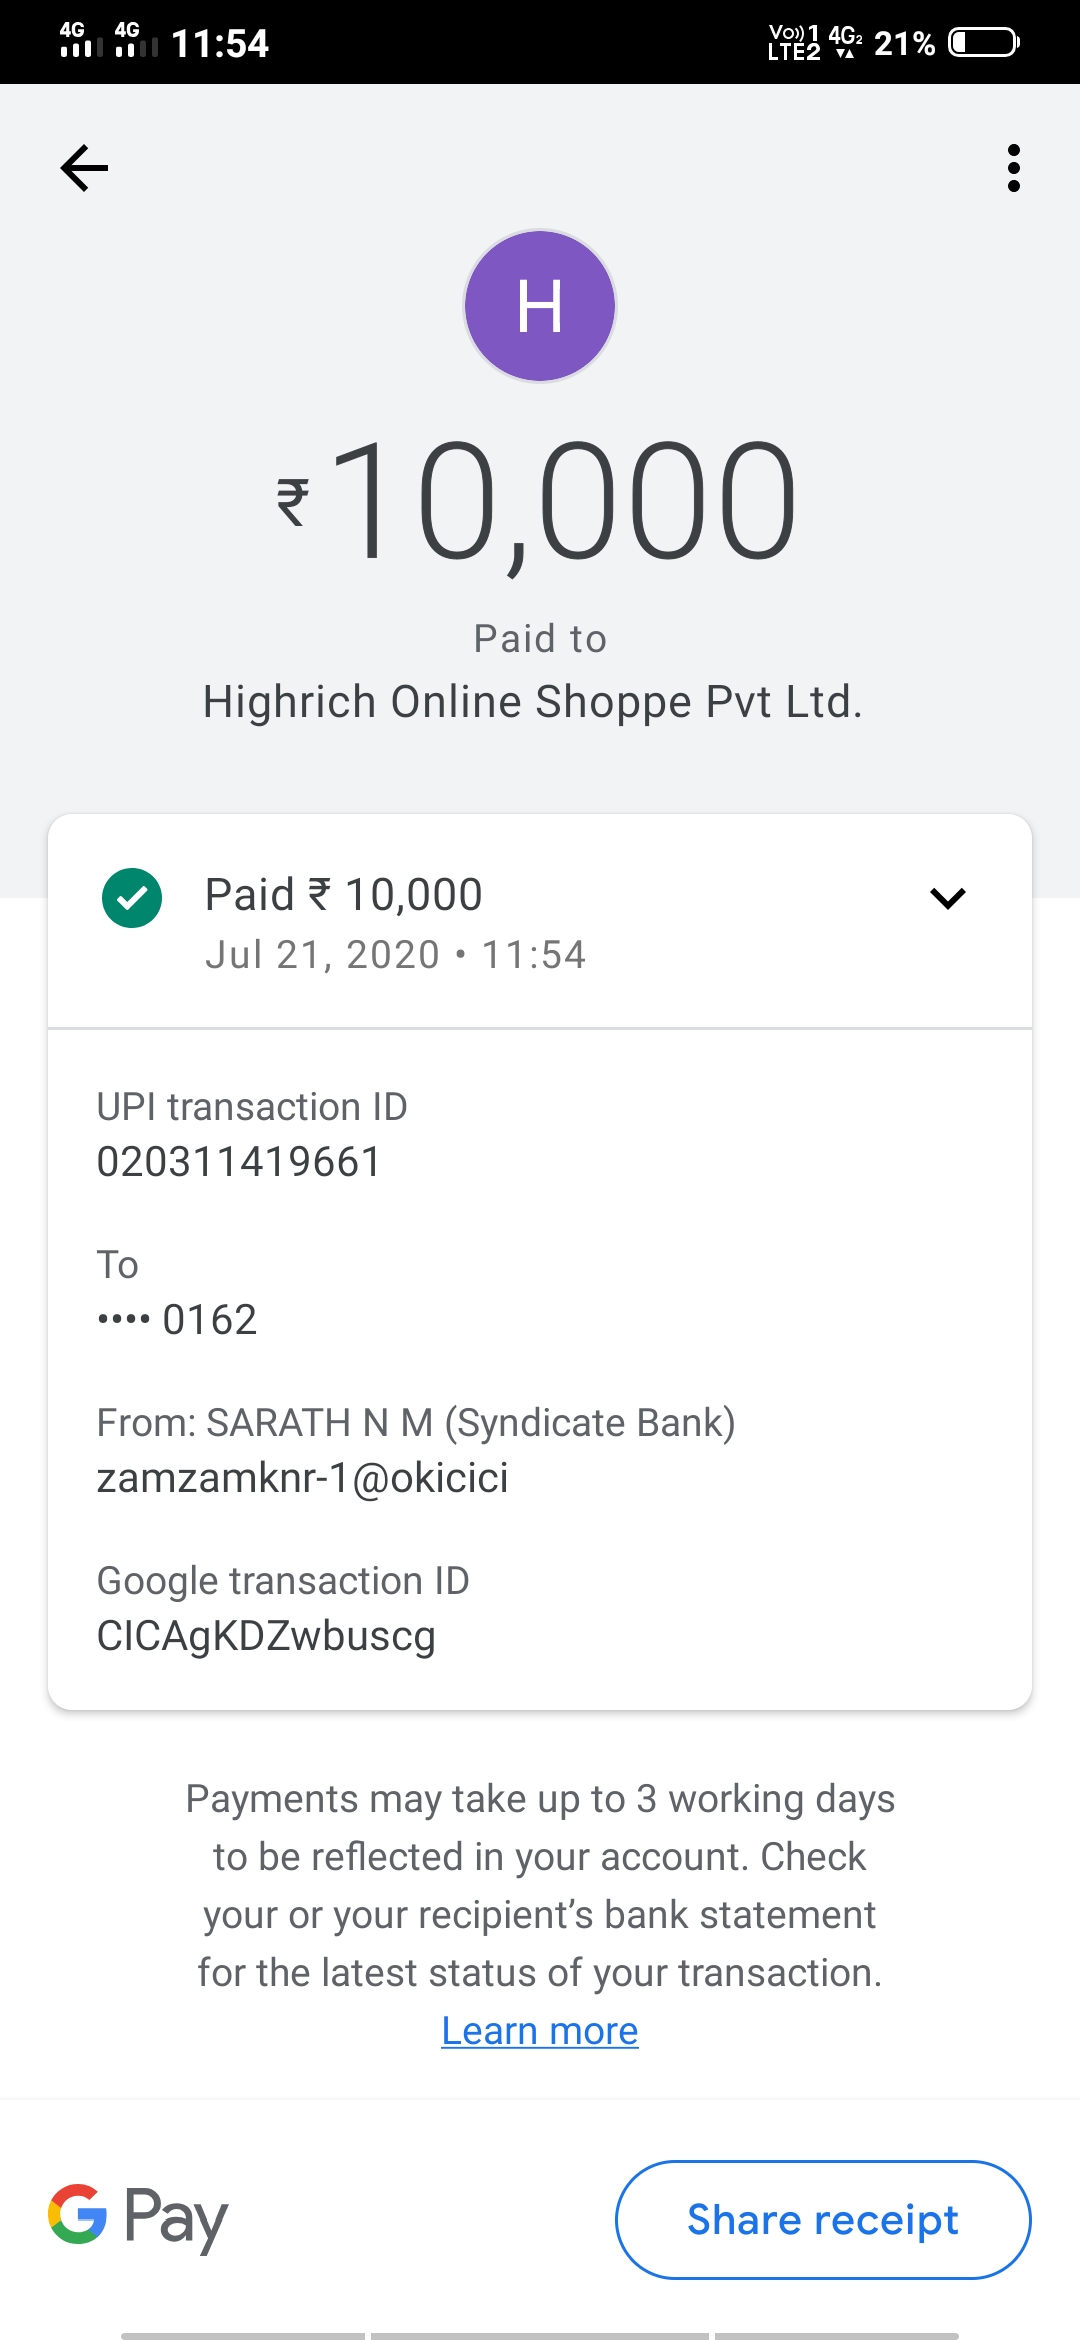 4G 4G 11:54 Vo)) 1 LTE2 4G2 21%
H
₹10,000
Paid to
Highrich Online Shoppe Pvt Ltd.
Paid ₹ 10,000
Jul 21, 2020 • 11:54
UPI transaction ID
020311419661
To
•••• 0162
From: SARATH N M (Syndicate Bank)
zamzamknr-1@okicici
Google transaction ID
CICAgKDZwbuscg
Payments may take up to 3 working days
to be reflected in your account. Check
your or your recipient’s bank statement
for the latest status of your transaction.
Learn more
G Pay
Share receipt